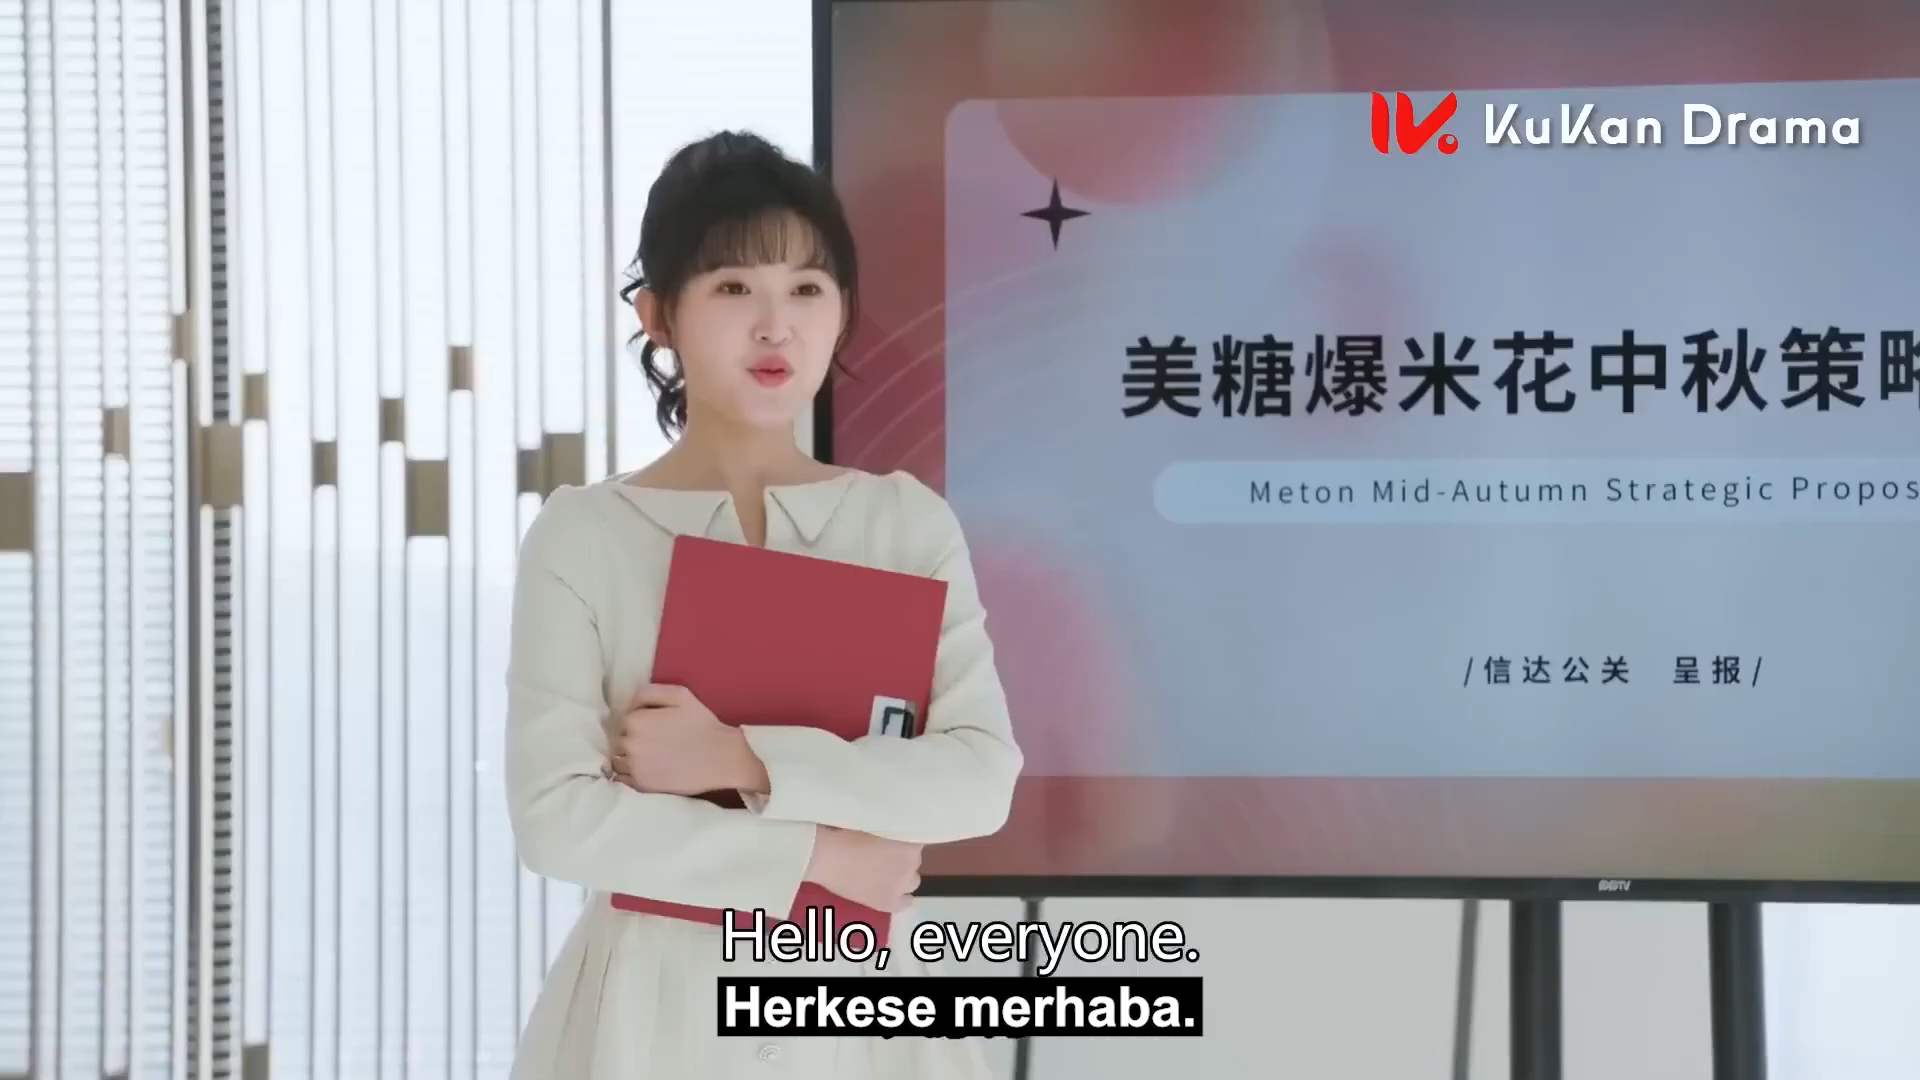 KuKan Drama
美糖爆米花中秋策略
Meton Mid-Autumn Strategic Propos
/信达公关 呈报/
Hello, everyone.
Herkese merhaba.